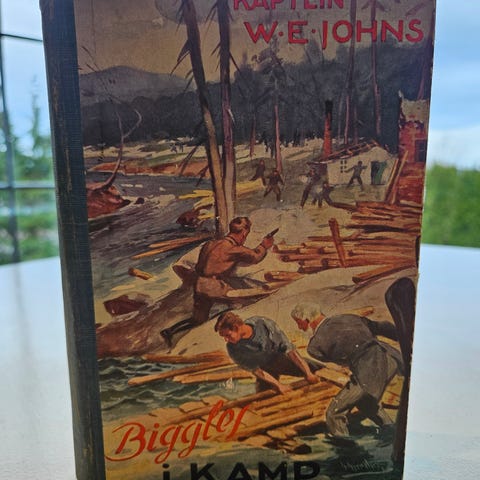 KAPTEIN
W·E·JOHNS
Biggles
i KAMP